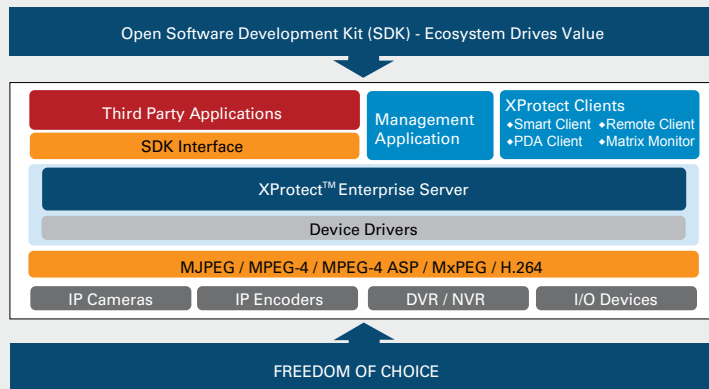 Open Software Development Kit (SDK) - Ecosystem Drives Value
Third Party Applications
SDK Interface
Management
Application
XProtect Clients
◆Smart Client ◆Remote Client
◆PDA Client ◆Matrix Monitor
XProtect™ Enterprise Server
Device Drivers
MJPEG / MPEG-4 / MPEG-4 ASP / MxPEG / H.264
IP Cameras
IP Encoders
DVR / NVR
I/O Devices
FREEDOM OF CHOICE